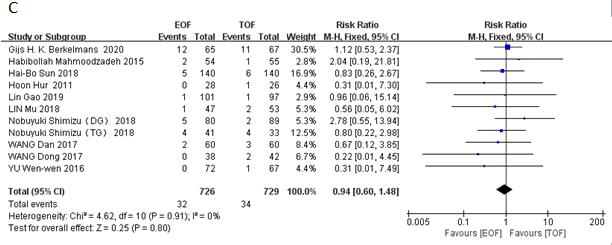 C
EOF TOF Risk Ratio Risk Ratio
Events Total Events Total Weight M-H, Fixed, 95% CI M-H, Fixed, 95% CI
Gijs H. K. Berkelmans 2020 12 65 11 67 30.5% 1.12 [0.53, 2.37]
Habibollah Mahmoodzadeh 2015 2 54 1 55 2.8% 2.04 [0.19, 21.81]
Hai-Bo Sun 2018 5 140 6 140 16.9% 0.83 [0.26, 2.67]
Hoon Hur 2011 0 28 1 26 4.4% 0.31 [0.01, 7.30]
Lin Gao 2019 1 101 1 97 2.9% 0.96 [0.06, 15.14]
LIN Mu 2018 1 47 2 53 5.3% 0.56 [0.05, 6.02]
Nobuyuki Shimizu（DG）2018 5 80 2 89 5.3% 2.78 [0.55, 13.94]
Nobuyuki Shimizu（TG）2018 4 41 4 33 12.5% 0.80 [0.22, 2.98]
WANG Dan 2017 2 60 3 60 8.5% 0.67 [0.12, 3.85]
WANG Dong 2017 0 38 2 42 6.7% 0.22 [0.01, 4.45]
YU Wen-wen 2016 0 72 1 67 4.4% 0.31 [0.01, 7.49]
Total (95% CI) 726 729 100.0% 0.94 [0.60, 1.48]
Total events 32 34
Heterogeneity: Chi² = 4.62, df = 10 (P = 0.91); I² = 0%
Test for overall effect: Z = 0.25 (P = 0.80)
0.005 0.1 1 10 200
Favours [EOF] Favours [TOF]